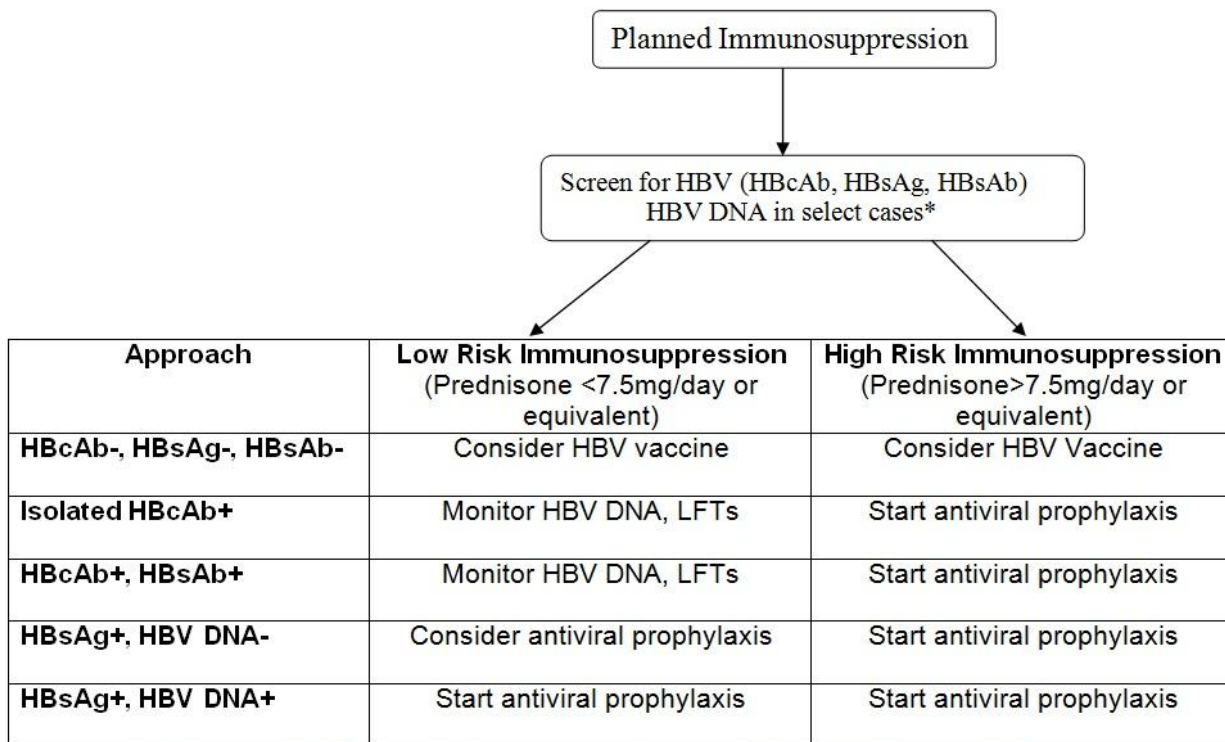 Planned Immunosuppression
Screen for HBV (HBcAb, HBsAg, HBsAb)
HBV DNA in select cases*
Approach
Low Risk Immunosuppression
(Prednisone <7.5mg/day or
equivalent)
High Risk Immunosuppression
(Prednisone>7.5mg/day or
equivalent)
HBcAb-, HBsAg-, HBsAb-
Consider HBV vaccine
Consider HBV Vaccine
Isolated HBcAb+
Monitor HBV DNA, LFTs
Start antiviral prophylaxis
HBcAb+, HBsAb+
Monitor HBV DNA, LFTs
Start antiviral prophylaxis
HBsAg+, HBV DNA-
Consider antiviral prophylaxis
Start antiviral prophylaxis
HBsAg+, HBV DNA+
Start antiviral prophylaxis
Start antiviral prophylaxis